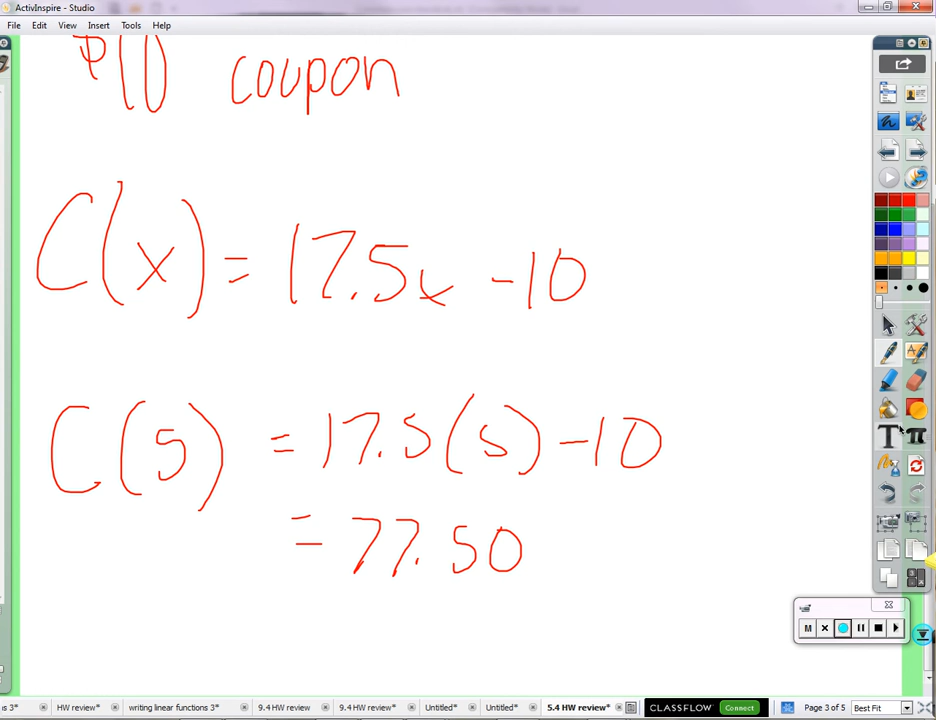 ActivInspire - Studio
File Edit View Insert Tools Help
$10 coupon
C(x) = 17.5x - 10
C(5) = 17.5(5) - 10
= 77.50
M
is 3* HW review* writing linear functions 3* 9.4 HW review 9.4 HW review* Untitled* Untitled* 5.4 HW review* CLASSFLOW Connect Page 3 of 5 Best Fit